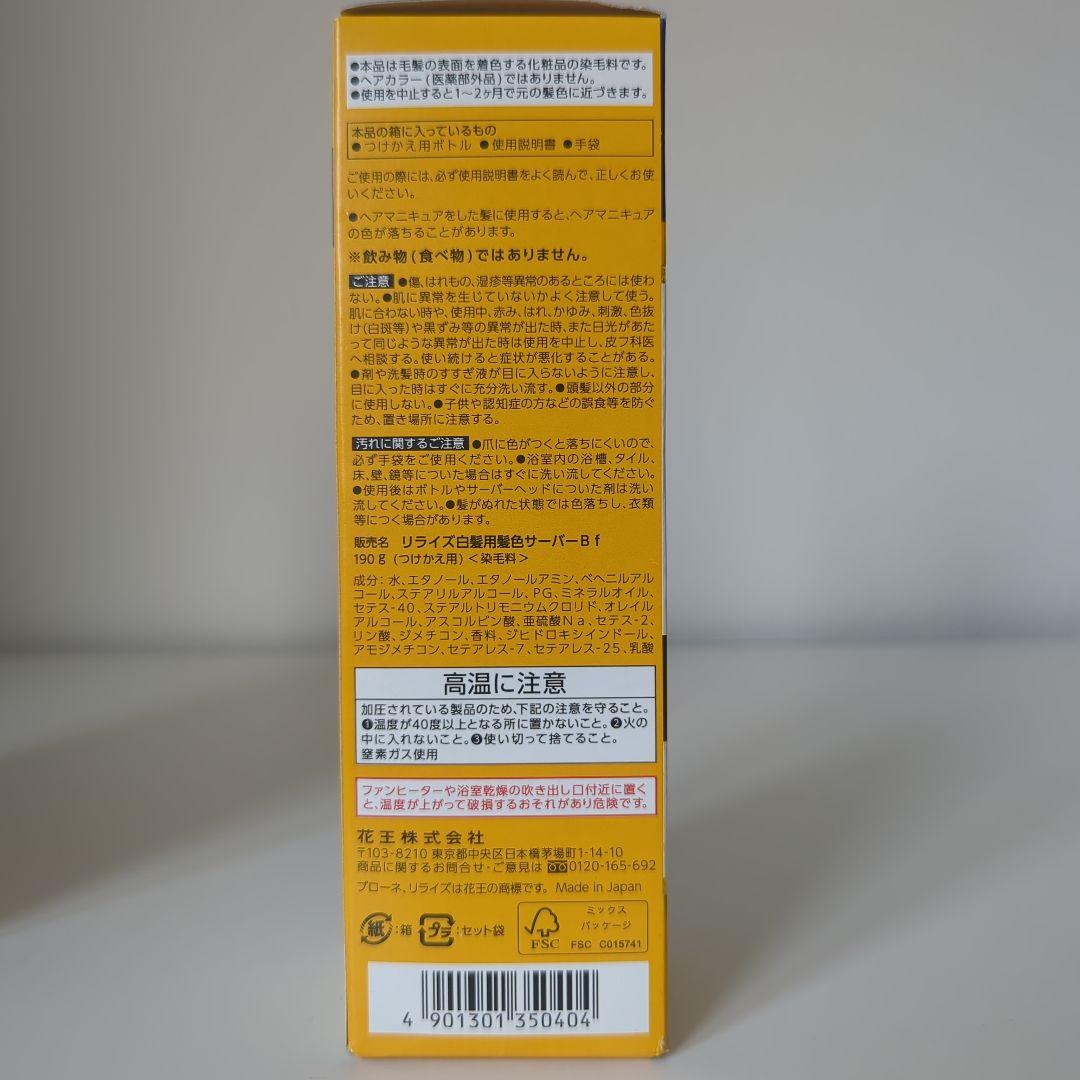 ●本品は毛髪の表面を着色する化粧品の染毛料です。
●ヘアカラー(医薬部外品)ではありません。
●使用を中止すると1～2ヶ月で元の髪色に近づきます。
本品の箱に入っているもの
●つけかえ用ボトル ●使用説明書 ●手袋
ご使用の際には、必ず使用説明書をよく読んで、正しくお使
いください。
●ヘアマニキュアをした髪に使用すると、ヘアマニキュア
の色が落ちることがあります。
※飲み物(食べ物)ではありません。
ご注意 ●傷、はれもの、湿疹等異常のあるところには使わ
ない。●肌に異常を生じていないかよく注意して使う。
肌に合わない時や、使用中、赤み、はれ、かゆみ、刺激、色抜
け(白斑等)や黒ずみ等の異常が出た時、また日光があた
って同じような異常が出た時は使用を中止し、皮フ科医
へ相談する。使い続けると症状が悪化することがある。
●剤や洗髪時のすすぎ液が目に入らないように注意し、
目に入った時はすぐに充分洗い流す。●頭髪以外の部分
に使用しない。●子供や認知症の方などの誤食等を防ぐ
ため、置き場所に注意する。
汚れに関するご注意 ●爪に色がつくと落ちにくいので、
必ず手袋をご使用ください。●浴室内の浴槽、タイル、
床、壁、鏡等についた場合はすぐに洗い流してください。
●使用後はボトルやサーバーヘッドについた剤は洗い
流してください。●髪がぬれた状態では色落ちし、衣類
等につく場合があります。
販売名 リライズ白髪用髪色サーバーBf
190g(つけかえ用)<染毛料>
成分：水、エタノール、エタノールアミン、ベヘニルアル
コール、ステアリルアルコール、PG、ミネラルオイル、
セテス-40、ステアルトリモニウムクロリド、オレイル
アルコール、アスコルビン酸、亜硫酸Na、セテス-2、
リン酸、ジメチコン、香料、ジヒドロキシインドール、
アモジメチコン、セテアレス-7、セテアレス-25、乳酸
高温に注意
加圧されている製品のため、下記の注意を守ること。
❶温度が40度以上となる所に置かないこと。❷火の
中に入れないこと。❸使い切って捨てること。
窒素ガス使用
ファンヒーターや浴室乾燥の吹き出し口付近に置く
と、温度が上がって破損するおそれがあり危険です。
花王株式会社
〒103-8210 東京都中央区日本橋茅場町1-14-10
商品に関するお問合せ・ご意見は 0120-165-692
ブローネ、リライズは花王の商標です。 Made in Japan
紙：箱 プラ：セット袋
FSC
ミックス
パッケージ
FSC C015741
4 901301 350404